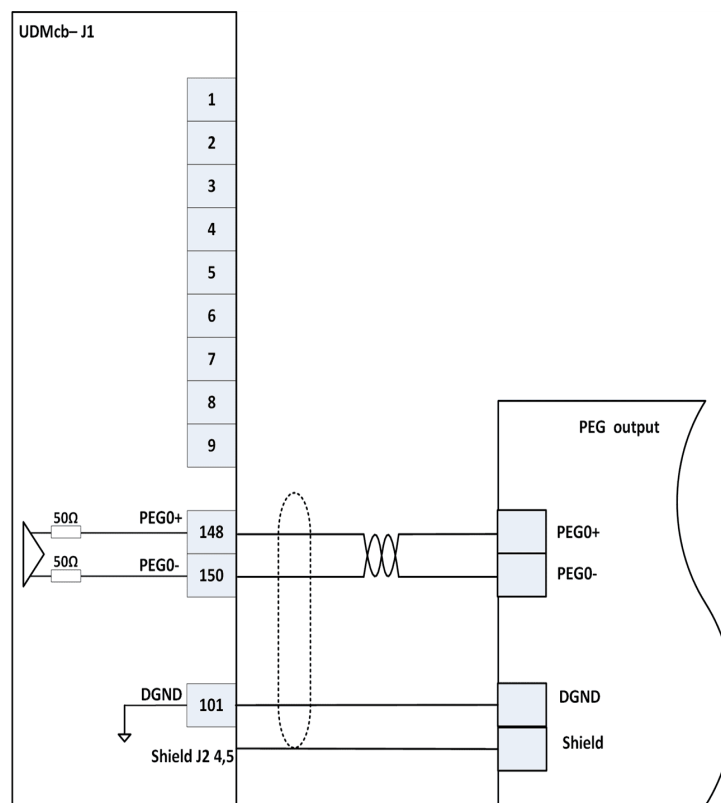 UDMcb– J1
1
2
3
4
5
6
7
8
9
PEG output
50Ω
PEG0+
148
PEG0+
50Ω
PEG0-
150
PEG0-
DGND
101
DGND
Shield J2 4,5
Shield